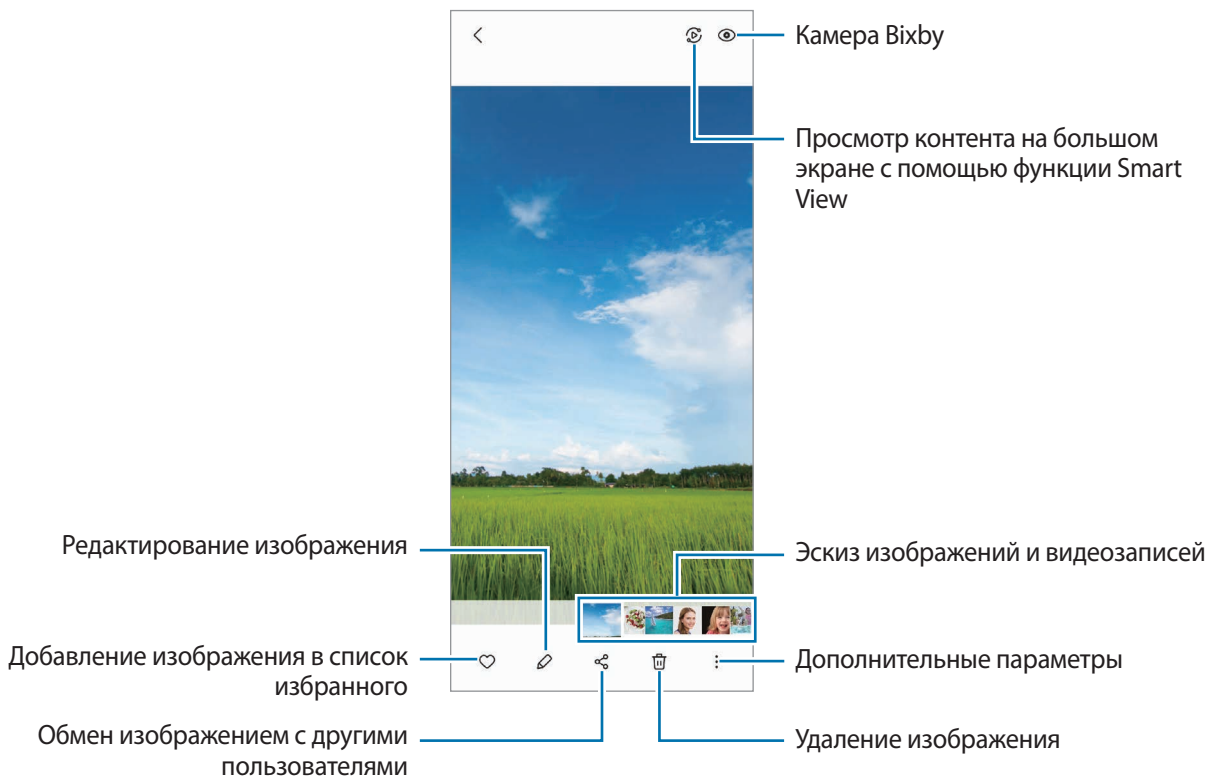 Камера Bixby
Просмотр контента на большом
экране с помощью функции Smart
View
Редактирование изображения
Эскиз изображений и видеозаписей
Добавление изображения в список
избранного
Дополнительные параметры
Обмен изображением с другими
пользователями
Удаление изображения